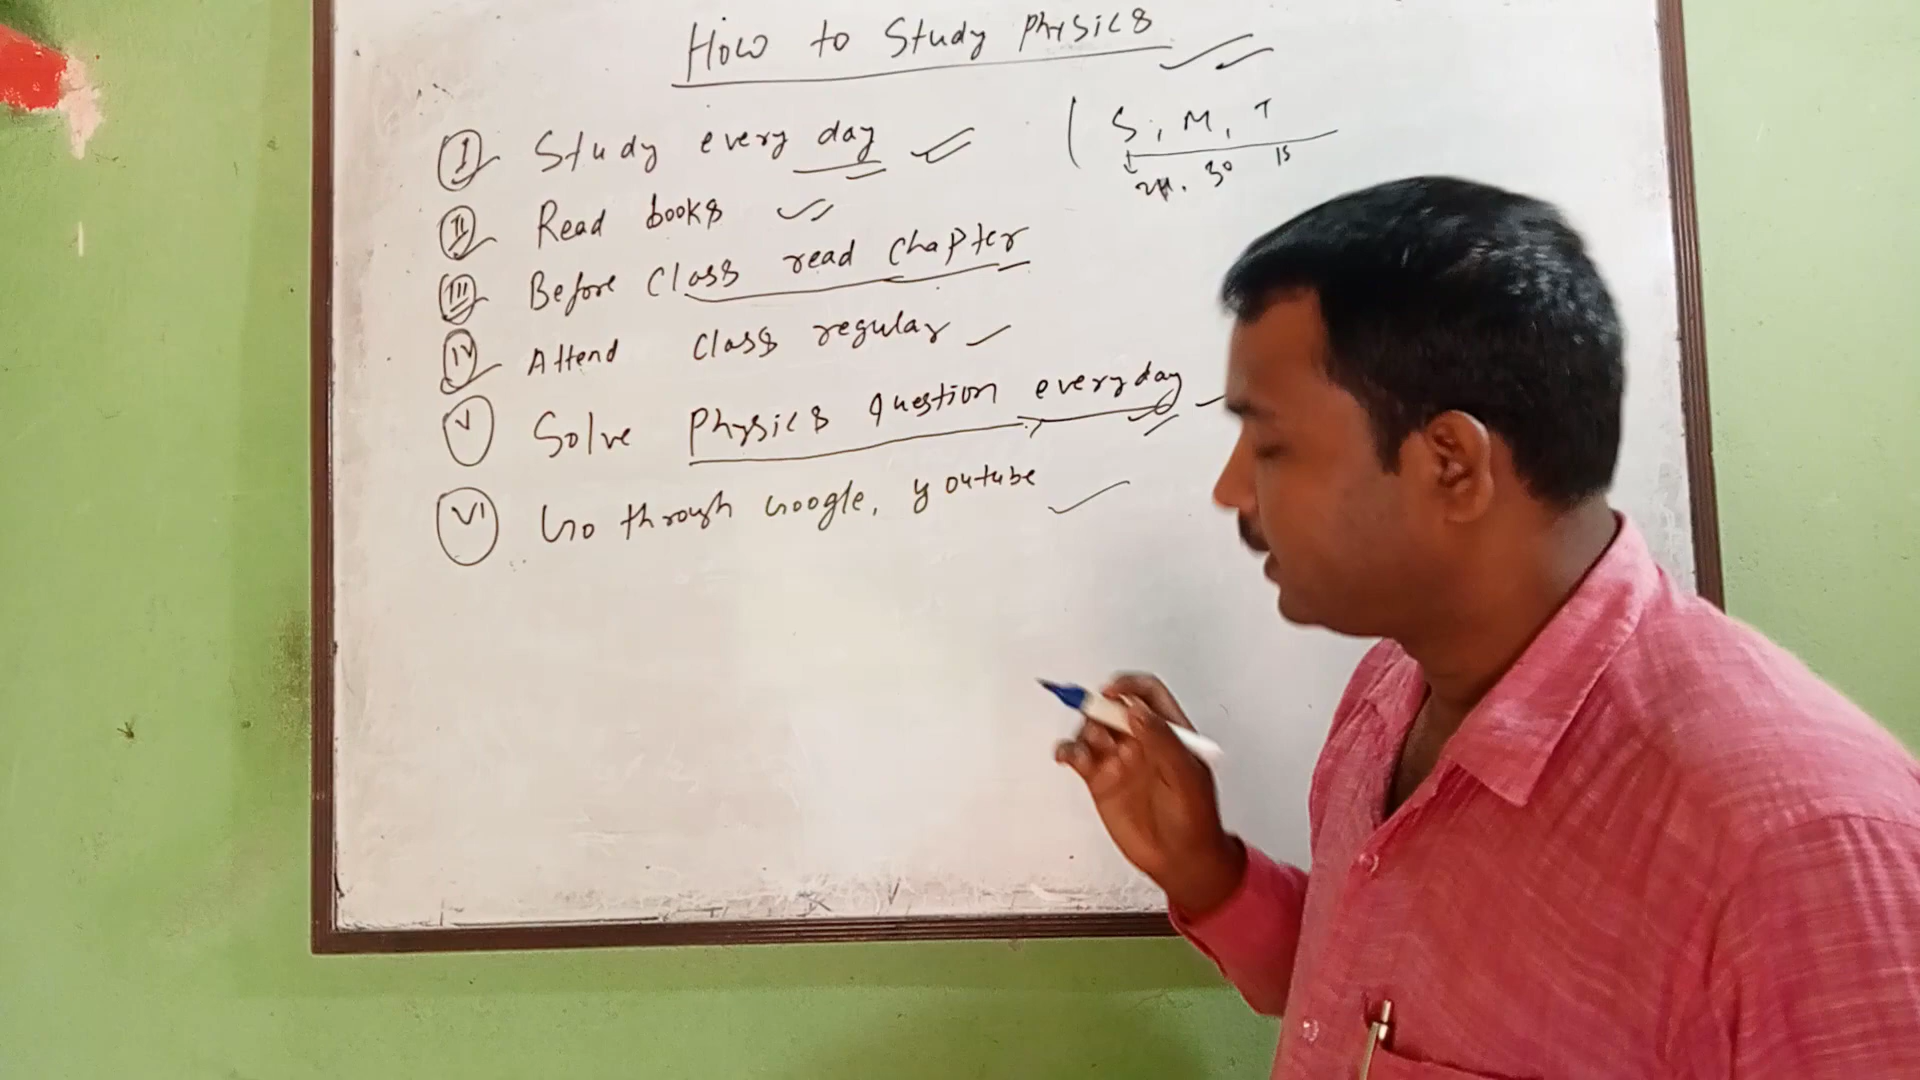 How to Study Physics
( S, M, T
2H. 30 15
I Study every day
II Read books
III Before Class read chapter
IV Attend class regular
V Solve Physics question everyday
VI Go through Google, youtube